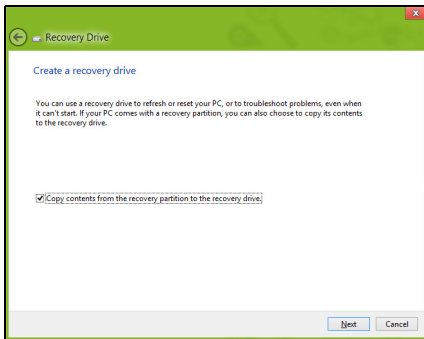 Recovery Drive
Create a recovery drive
You can use a recovery drive to refresh or reset your PC, or to troubleshoot problems, even when
it can't start. If your PC comes with a recovery partition, you can also choose to copy its contents
to the recovery drive.
Copy contents from the recovery partition to the recovery drive.
Next Cancel